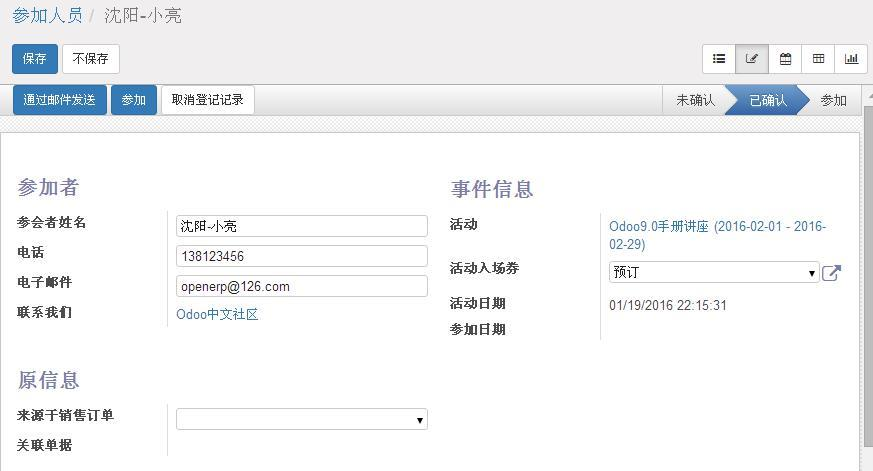 参加人员 / 沈阳-小亮
保存 不保存
通过邮件发送 参加 取消登记记录 未确认 已确认 参加
参加者
参会者姓名 沈阳-小亮
电话 138123456
电子邮件 openerp@126.com
联系我们 Odoo中文社区
事件信息
活动 Odoo9.0手册讲座 (2016-02-01 - 2016-
02-29)
活动入场券 预订
活动日期 01/19/2016 22:15:31
参加日期
原信息
来源于销售订单
关联单据